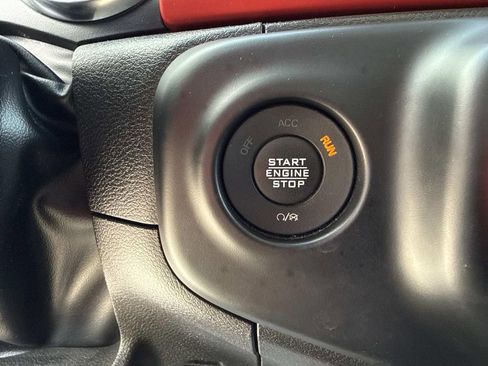 ACC
OFF
RUN
START
ENGINE
STOP